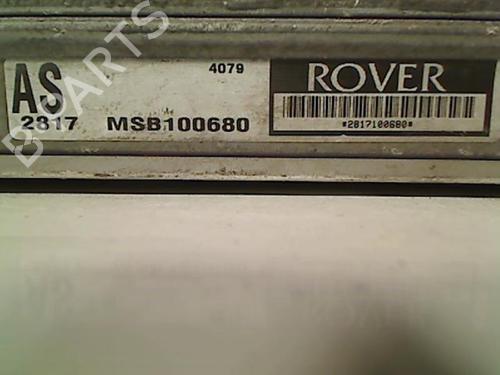 AS
4079
2817
MSB100680
ROVER
*2817100680*
B PARTS